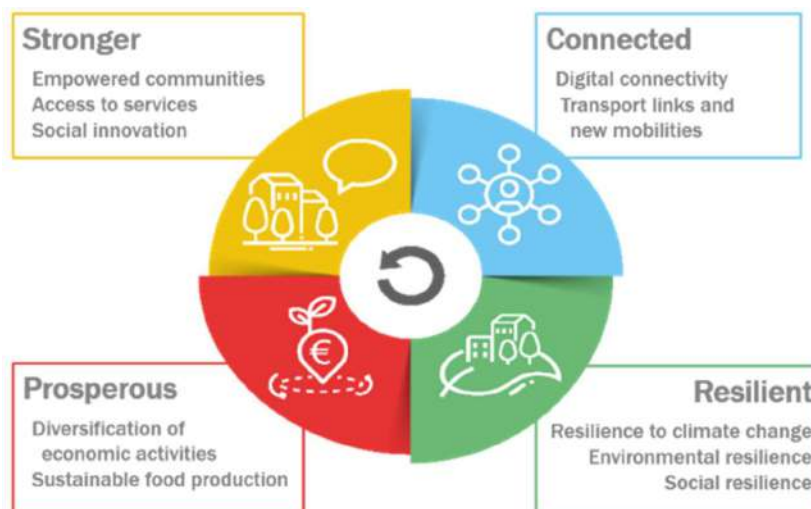 Stronger
Empowered communities
Access to services
Social innovation
Connected
Digital connectivity
Transport links and
new mobilities
€
Prosperous
Diversification of
economic activities
Sustainable food production
Resilient
Resilience to climate change
Environmental resilience
Social resilience